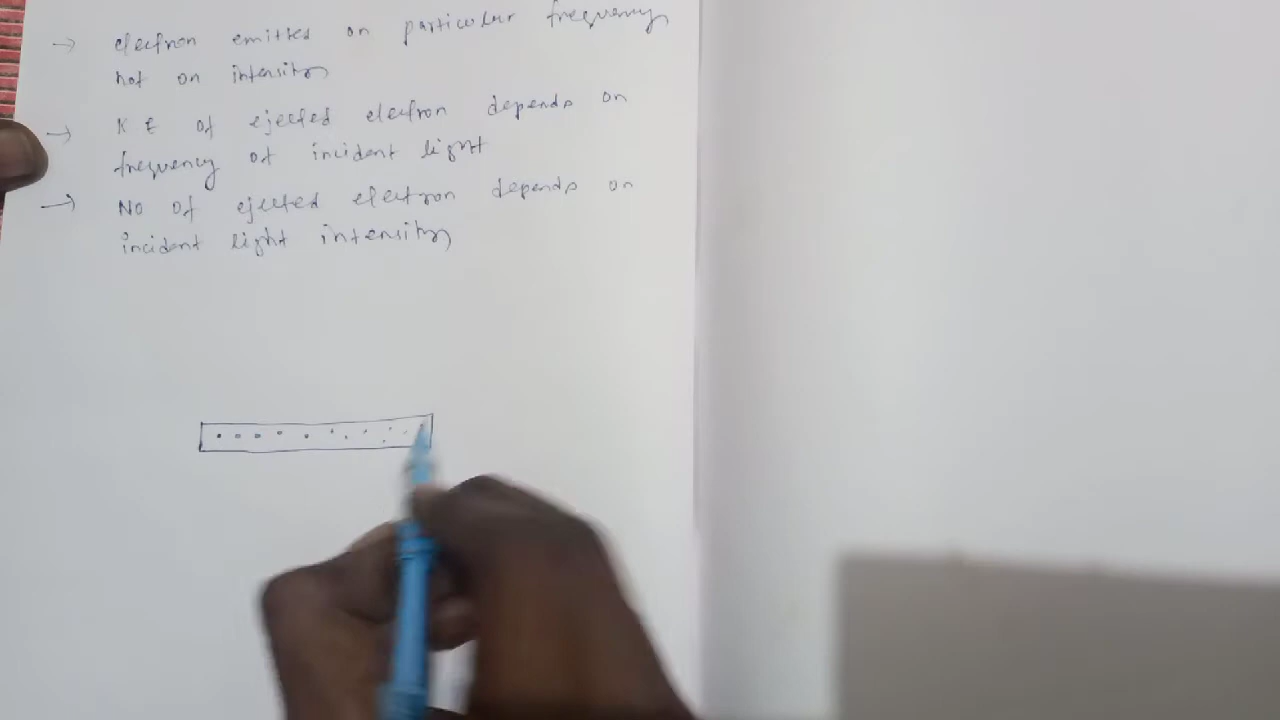 → electron emitted on particular frequency
not on intensity
→ K E of ejected electron depends on
frequency of incident light
→ No of ejected electron depends on
incident light intensity